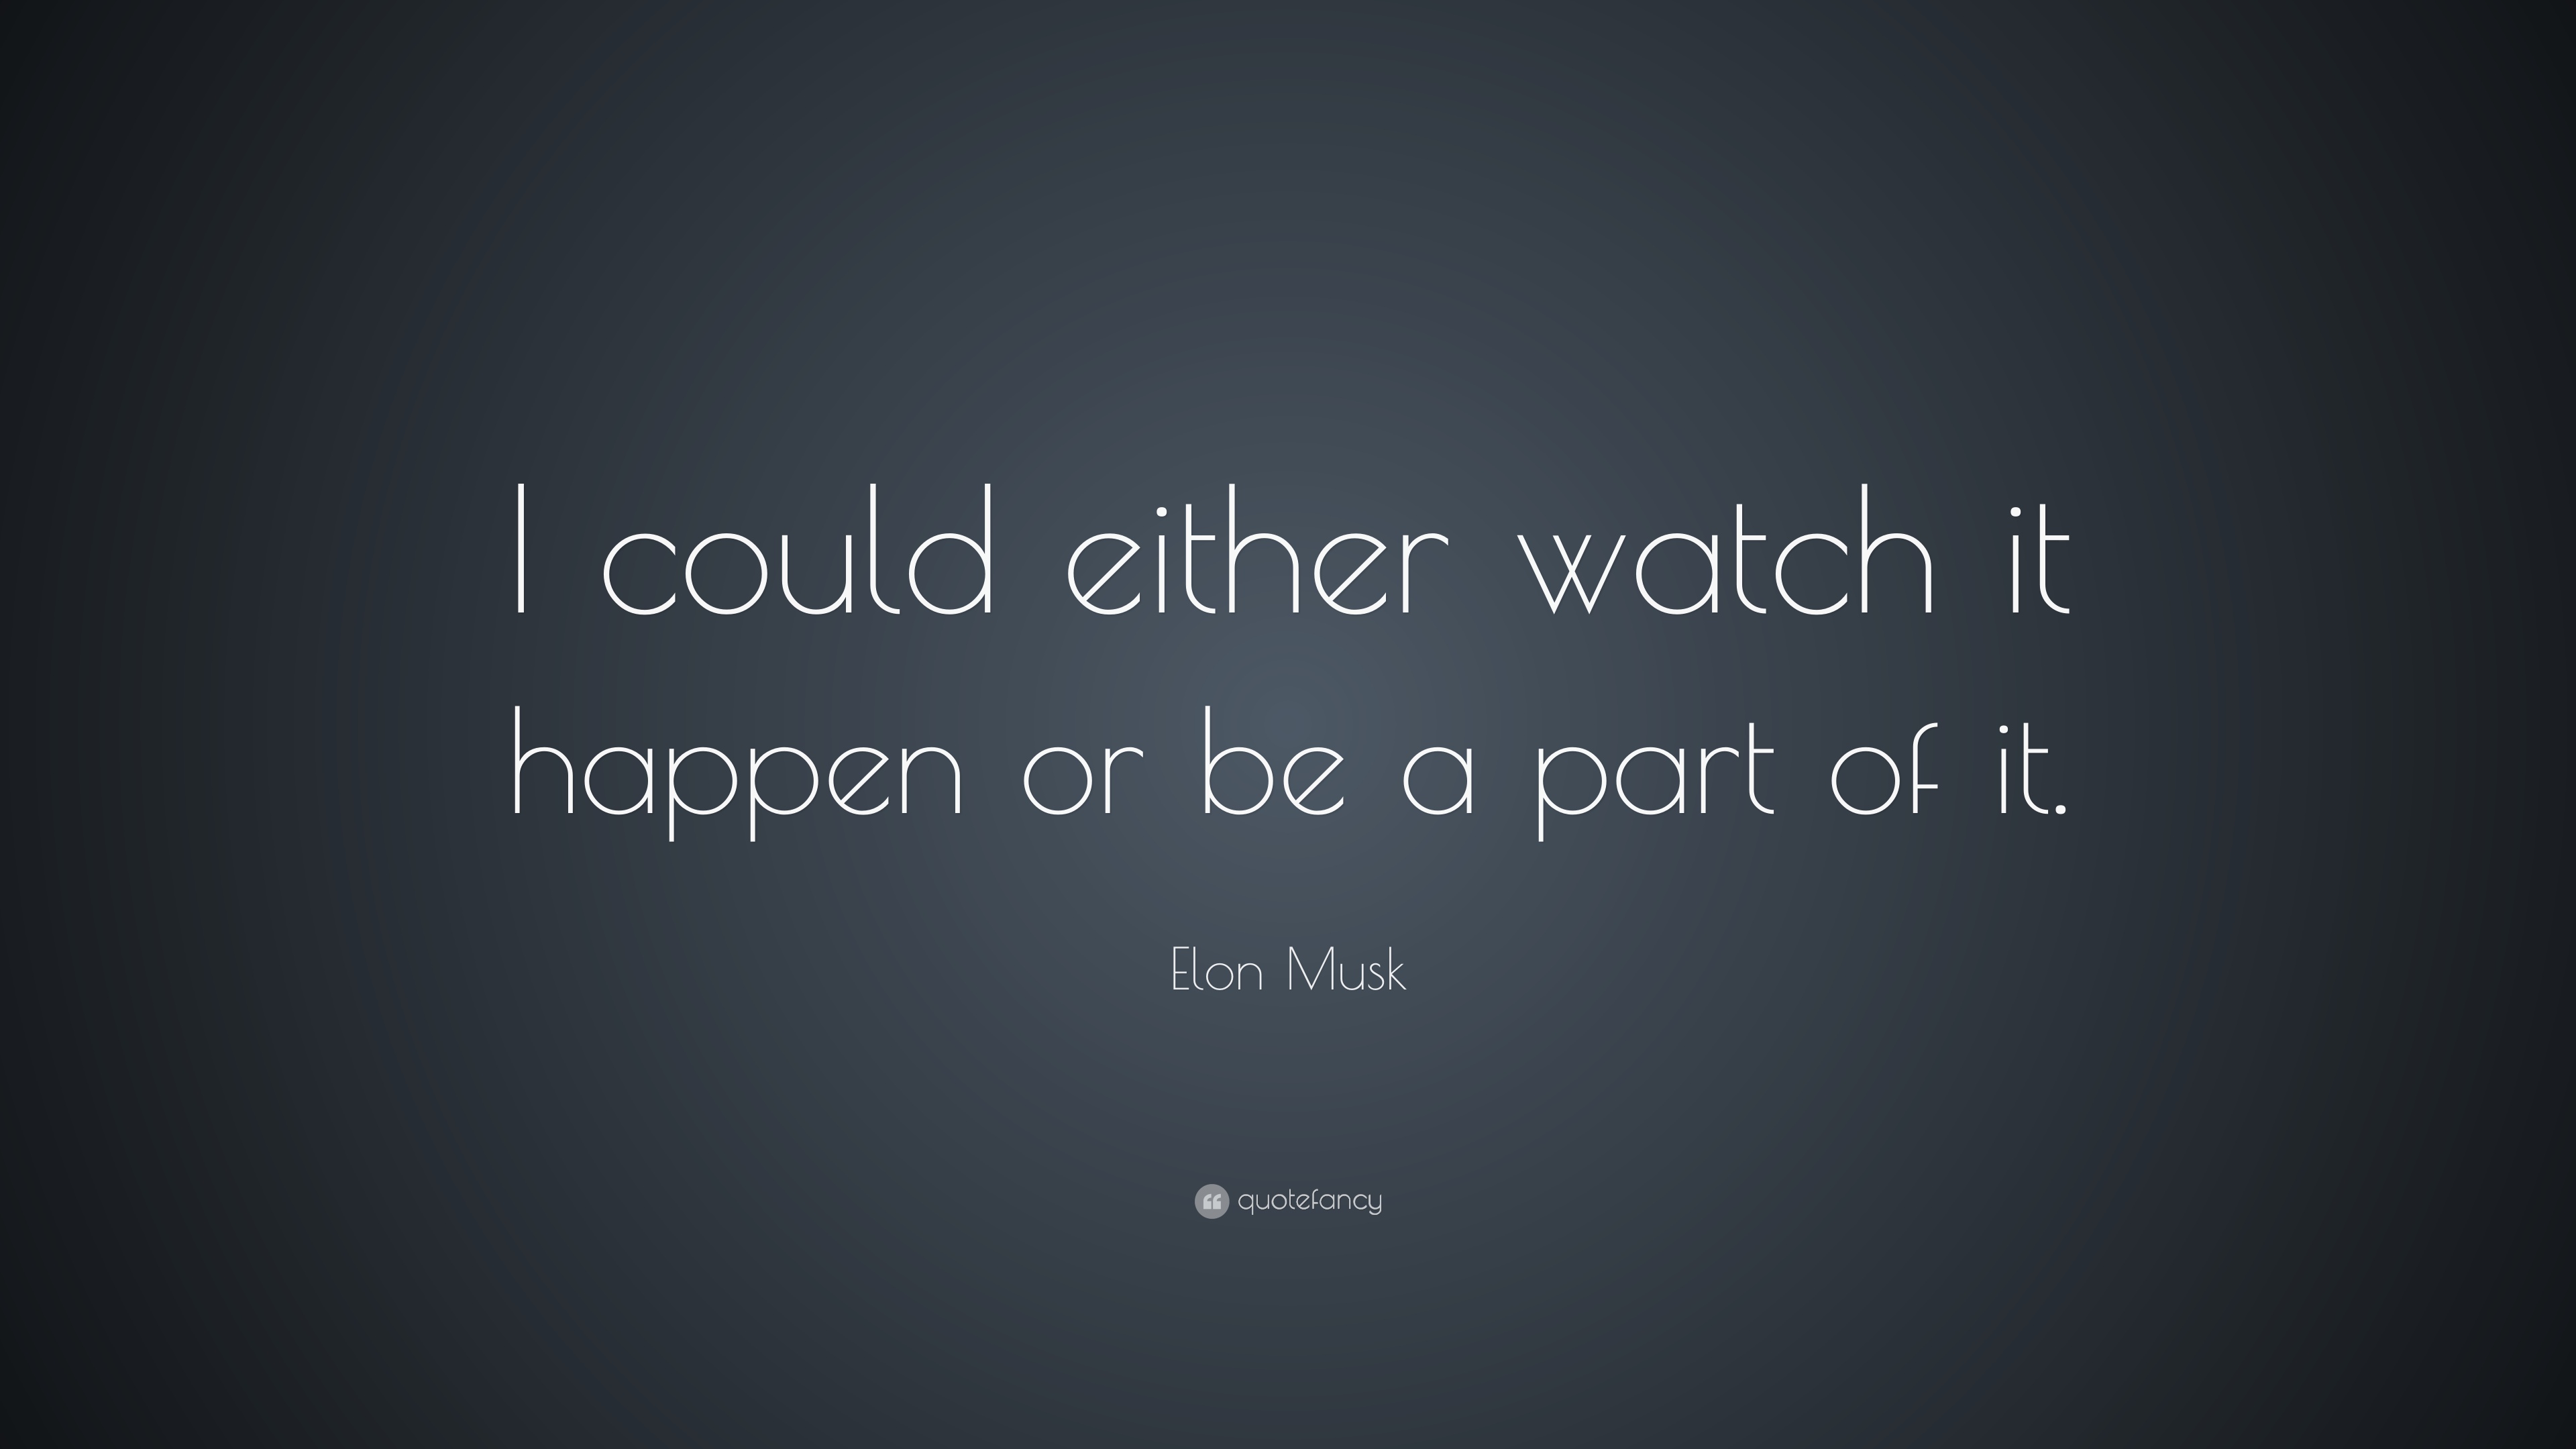 I could either watch it
happen or be a part of it.
Elon Musk
quotefancy